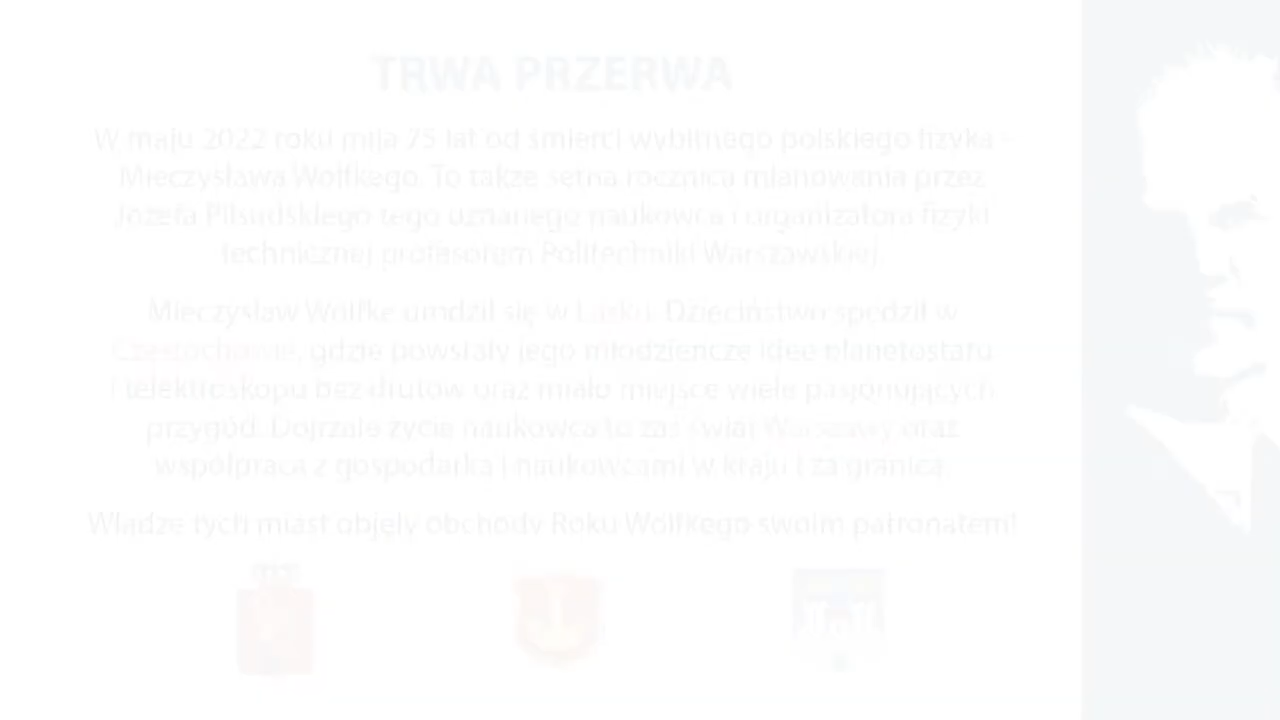 TRWA PRZERWA
W maju 2022 roku mija 75 lat od śmierci wybitnego polskiego fizyka –
Mieczysława Wolfkego. To także setna rocznica mianowania przez
Józefa Piłsudskiego tego uznanego naukowca i organizatora fizyki
technicznej profesorem Politechniki Warszawskiej.
Mieczysław Wolfke urodził się w Łasku. Dzieciństwo spędził w
Częstochowie, gdzie powstały jego młodzieńcze idee planetostatu
i telektroskopu bez drutów oraz miało miejsce wiele pasjonujących
przygód. Dojrzałe życie naukowca to zaś świat Warszawy oraz
współpraca z gospodarką i naukowcami w kraju i za granicą.
Władze tych miast objęły obchody Roku Wolfkego swoim patronatem!